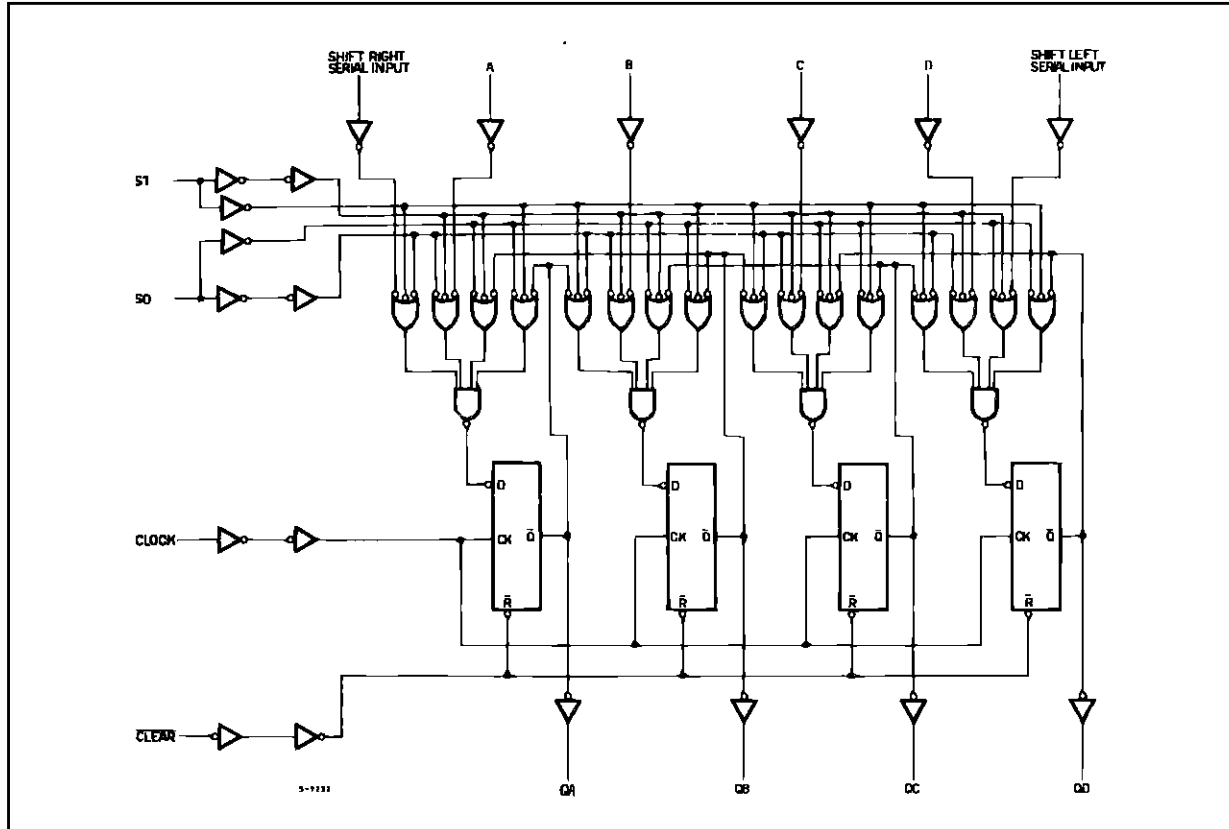 SHIFT RIGHT
SERIAL INPUT
A
B
C
D
SHIFT LEFT
SERIAL INPUT
S1
S0
D
CK
Q̄
R̄
D
CK
Q̄
R̄
D
CK
Q̄
R̄
D
CK
Q̄
R̄
CLOCK
C̅L̅E̅A̅R̅
S-9232
QA
QB
QC
QD